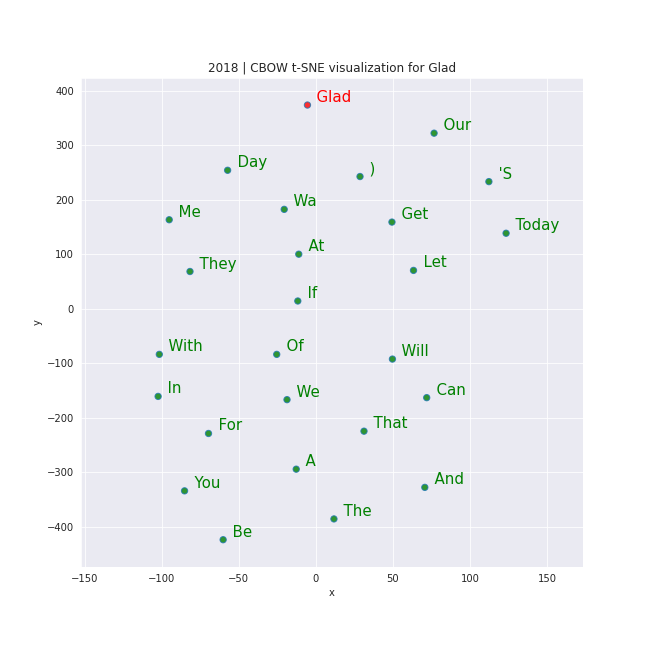 2018 | CBOW t-SNE visualization for Glad
400
Glad
Our
300
Day
)
'S
200
Wa
Me
Get
Today
100
At
They
Let
If
0
y
With
Of
Will
−100
In
We
Can
For
That
−200
A
−300
You
And
The
−400
Be
−150
−100
−50
0
50
100
150
x